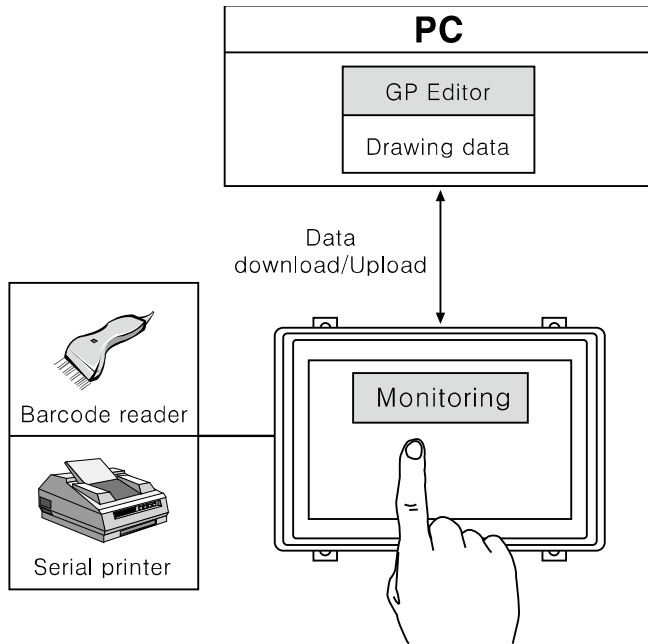 PC
GP Editor
Drawing data
Data
download/Upload
Barcode reader
Monitoring
Serial printer